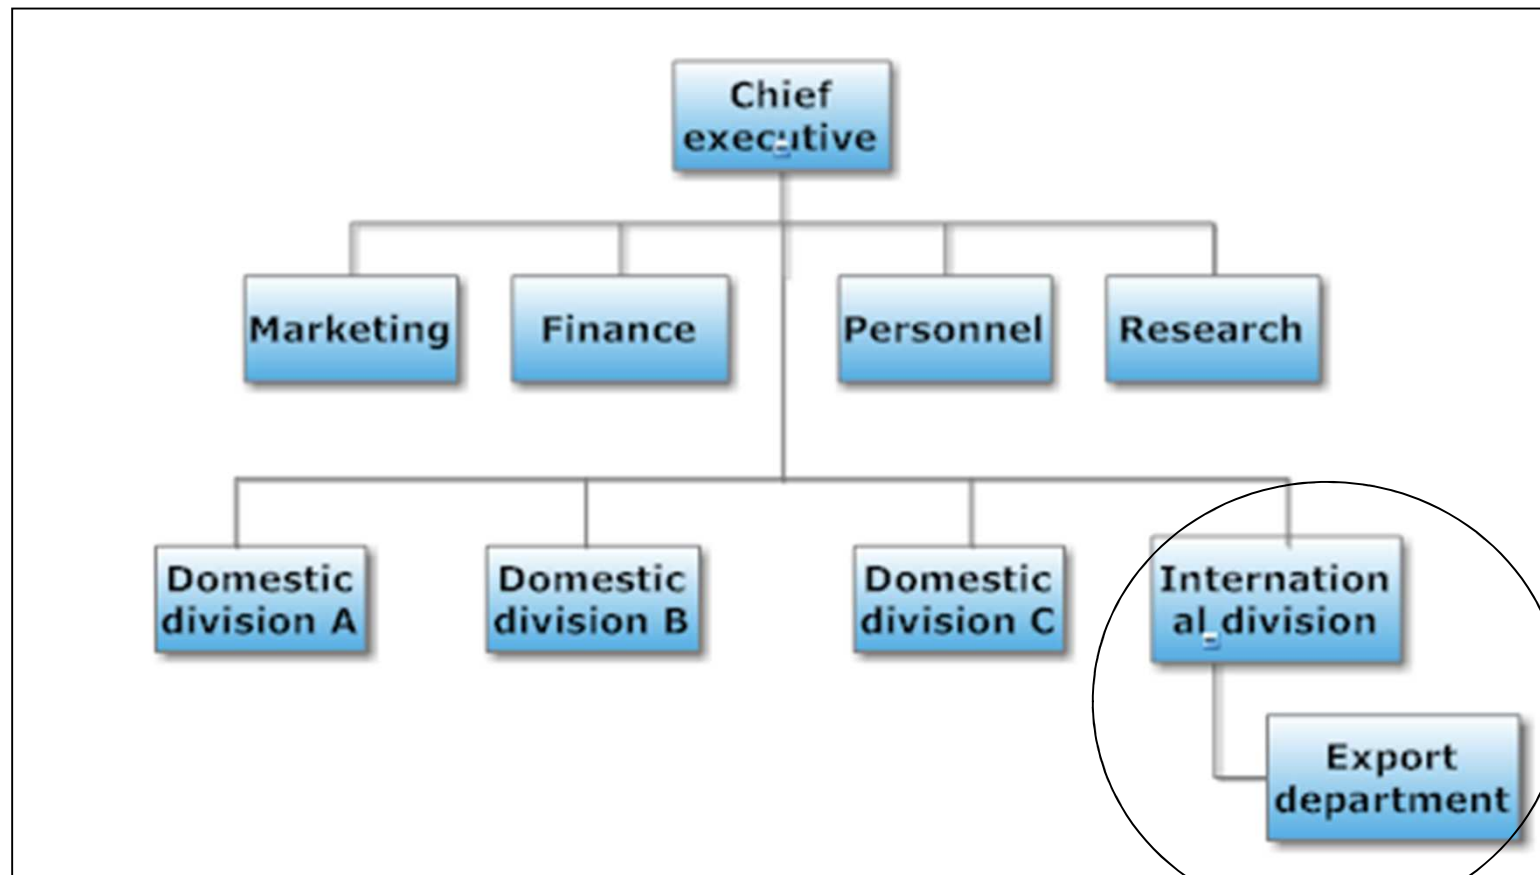 Chief
executive
Marketing
Finance
Personnel
Research
Domestic
division A
Domestic
division B
Domestic
division C
Internation
al division
Export
department